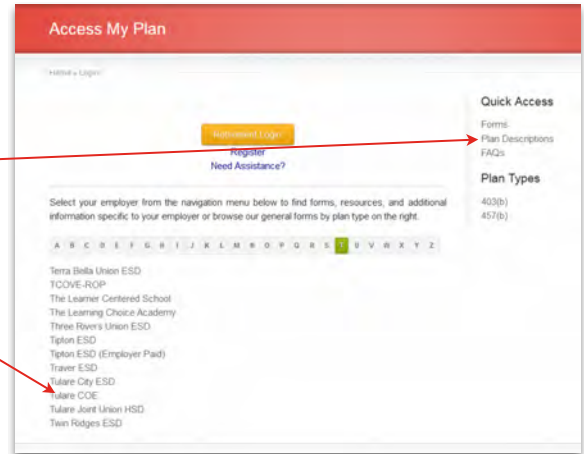 Access My Plan
Home » Login
Retirement Login
Register
Need Assistance?
Select your employer from the navigation menu below to find forms, resources, and additional
information specific to your employer or browse our general forms by plan type on the right.
A B C D E F G H I J K L M N O P Q R S T U V W X Y Z
Terra Bella Union ESD
TCOVE-ROP
The Learner Centered School
The Learning Choice Academy
Three Rivers Union ESD
Tipton ESD
Tipton ESD (Employer Paid)
Traver ESD
Tulare City ESD
Tulare COE
Tulare Joint Union HSD
Twin Ridges ESD
Quick Access
Forms
Plan Descriptions
FAQs
Plan Types
403(b)
457(b)